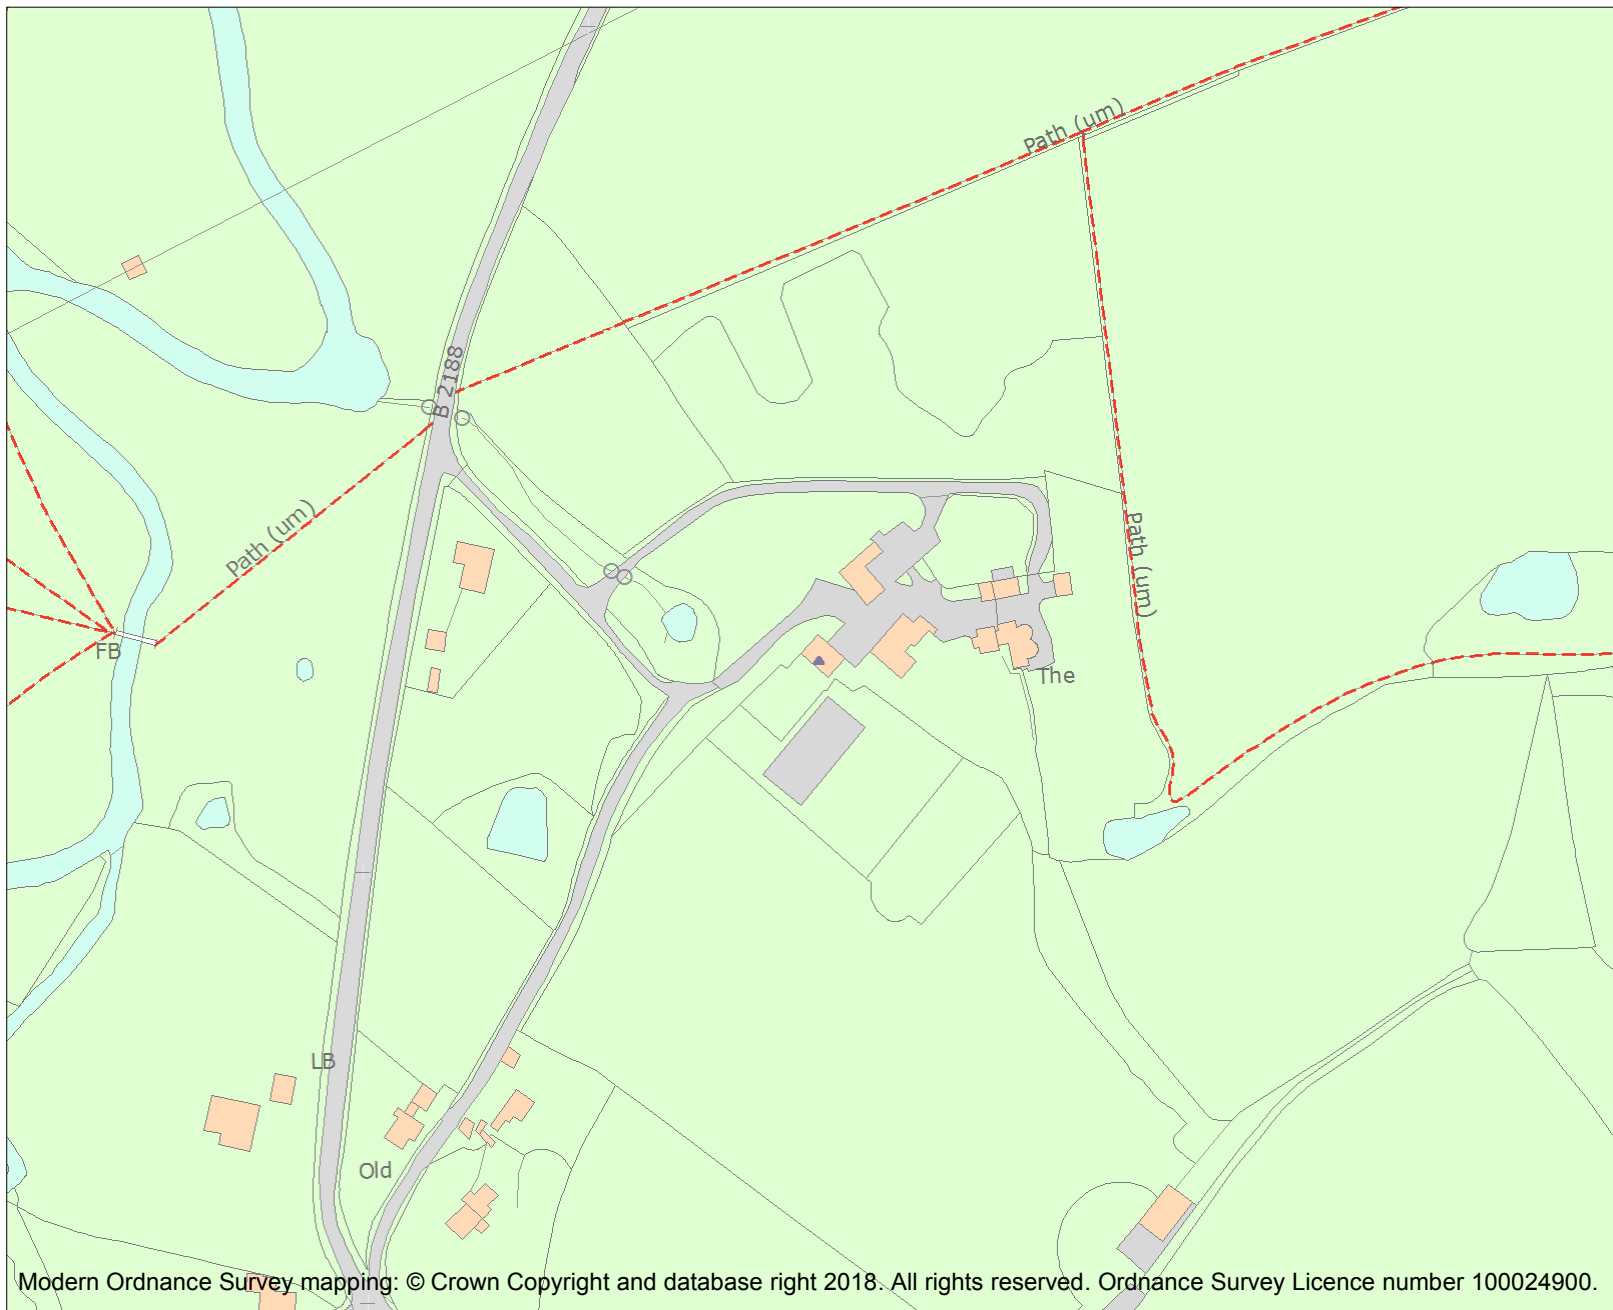 Path (um)
B 2188
Path (um)
Path (um)
FB
The
LB
Old
Modern Ordnance Survey mapping: © Crown Copyright and database right 2018. All rights reserved. Ordnance Survey Licence number 100024900.